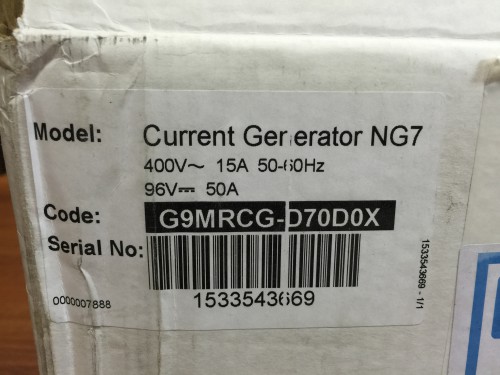 Model: Current Generator NG7
400V~ 15A 50-60Hz
96V⎓ 50A
Code: G9MRCG-D70D0X
Serial No:
1533543669
0000007888
1533543669 - 1/1